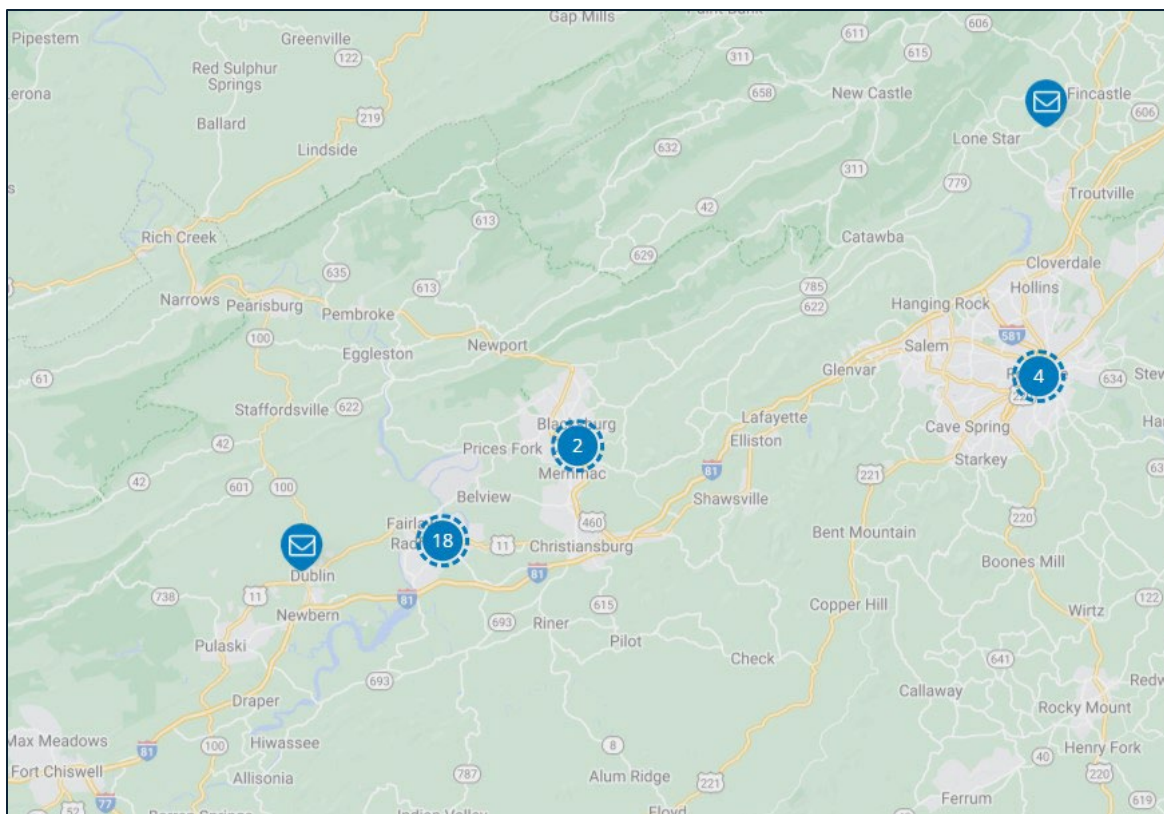 Gap Mills
Pipestem
Greenville
606
611
122
311
615
Red Sulphur
Springs
658
New Castle
Fincastle
606
219
Ballard
Lone Star
Lindside
632
311
779
Troutville
42
613
Rich Creek
Catawba
629
Cloverdale
635
613
785
Hollins
Narrows
Pearisburg
622
Hanging Rock
Pembroke
100
581
Newport
Salem
Eggleston
Glenvar
4
634
61
Staffordsville
622
Lafayette
Cave Spring
42
Prices Fork
2
Elliston
Starkey
Merrimac
81
221
42
601
100
Belview
Shawsville
460
220
18
11
Christiansburg
Bent Mountain
Boones Mill
Dublin
81
11
738
81
122
Newbern
615
Copper Hill
Wirtz
693
Riner
Pulaski
Pilot
Check
641
693
Callaway
Draper
Rocky Mount
Max Meadows
81
100
Hiwassee
8
Henry Fork
40
Fort Chiswell
Allisonia
787
Alum Ridge
221
220
77
Ferrum
619
52
Floyd